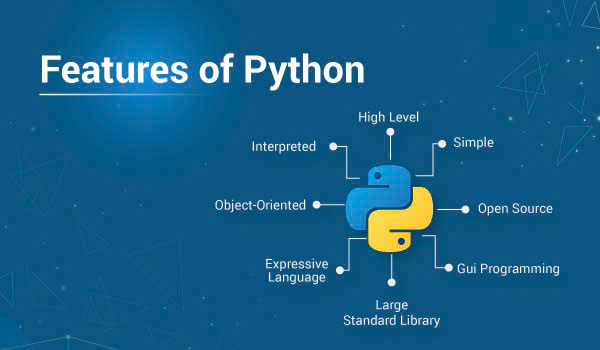 Features of Python
High Level
Interpreted
Simple
Object-Oriented
Open Source
Expressive
Language
Gui Programming
Large
Standard Library